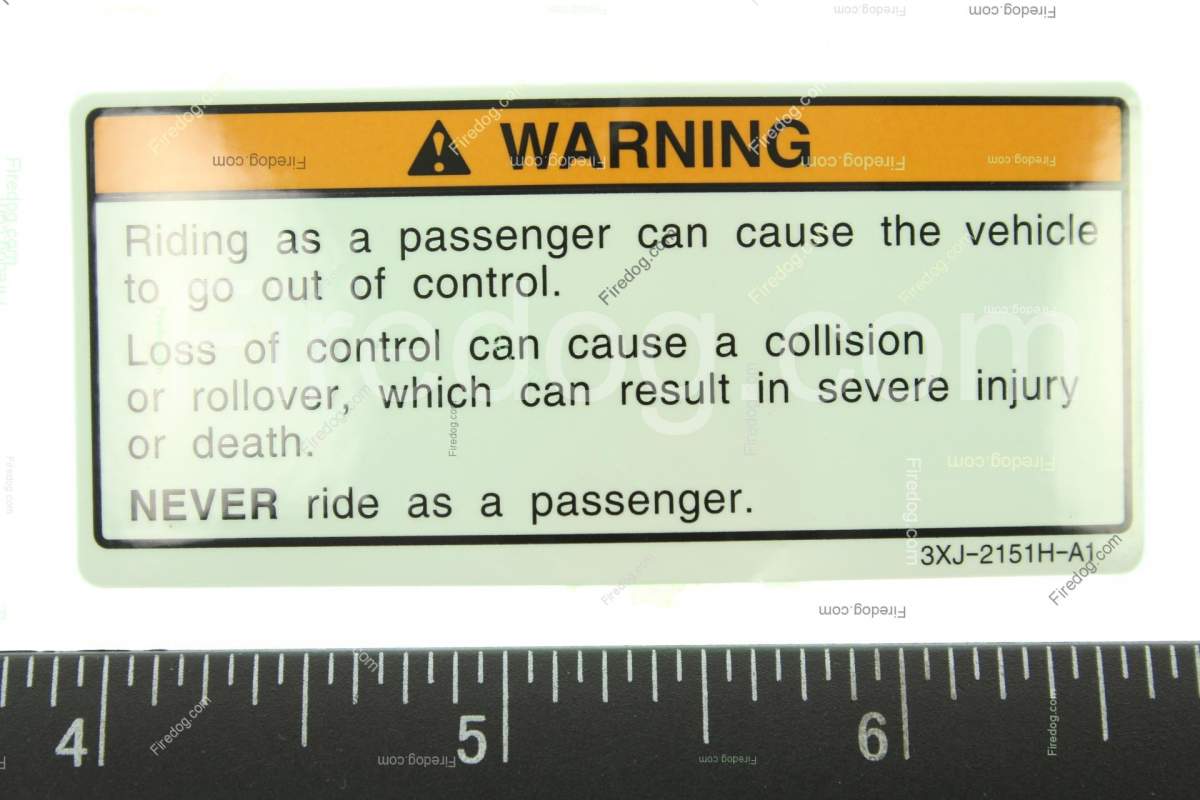 WARNING
Riding as a passenger can cause the vehicle
to go out of control.
Loss of control can cause a collision
or rollover, which can result in severe injury
or death.
NEVER ride as a passenger.
3XJ-2151H-A1
Firedog.com
4 5 6